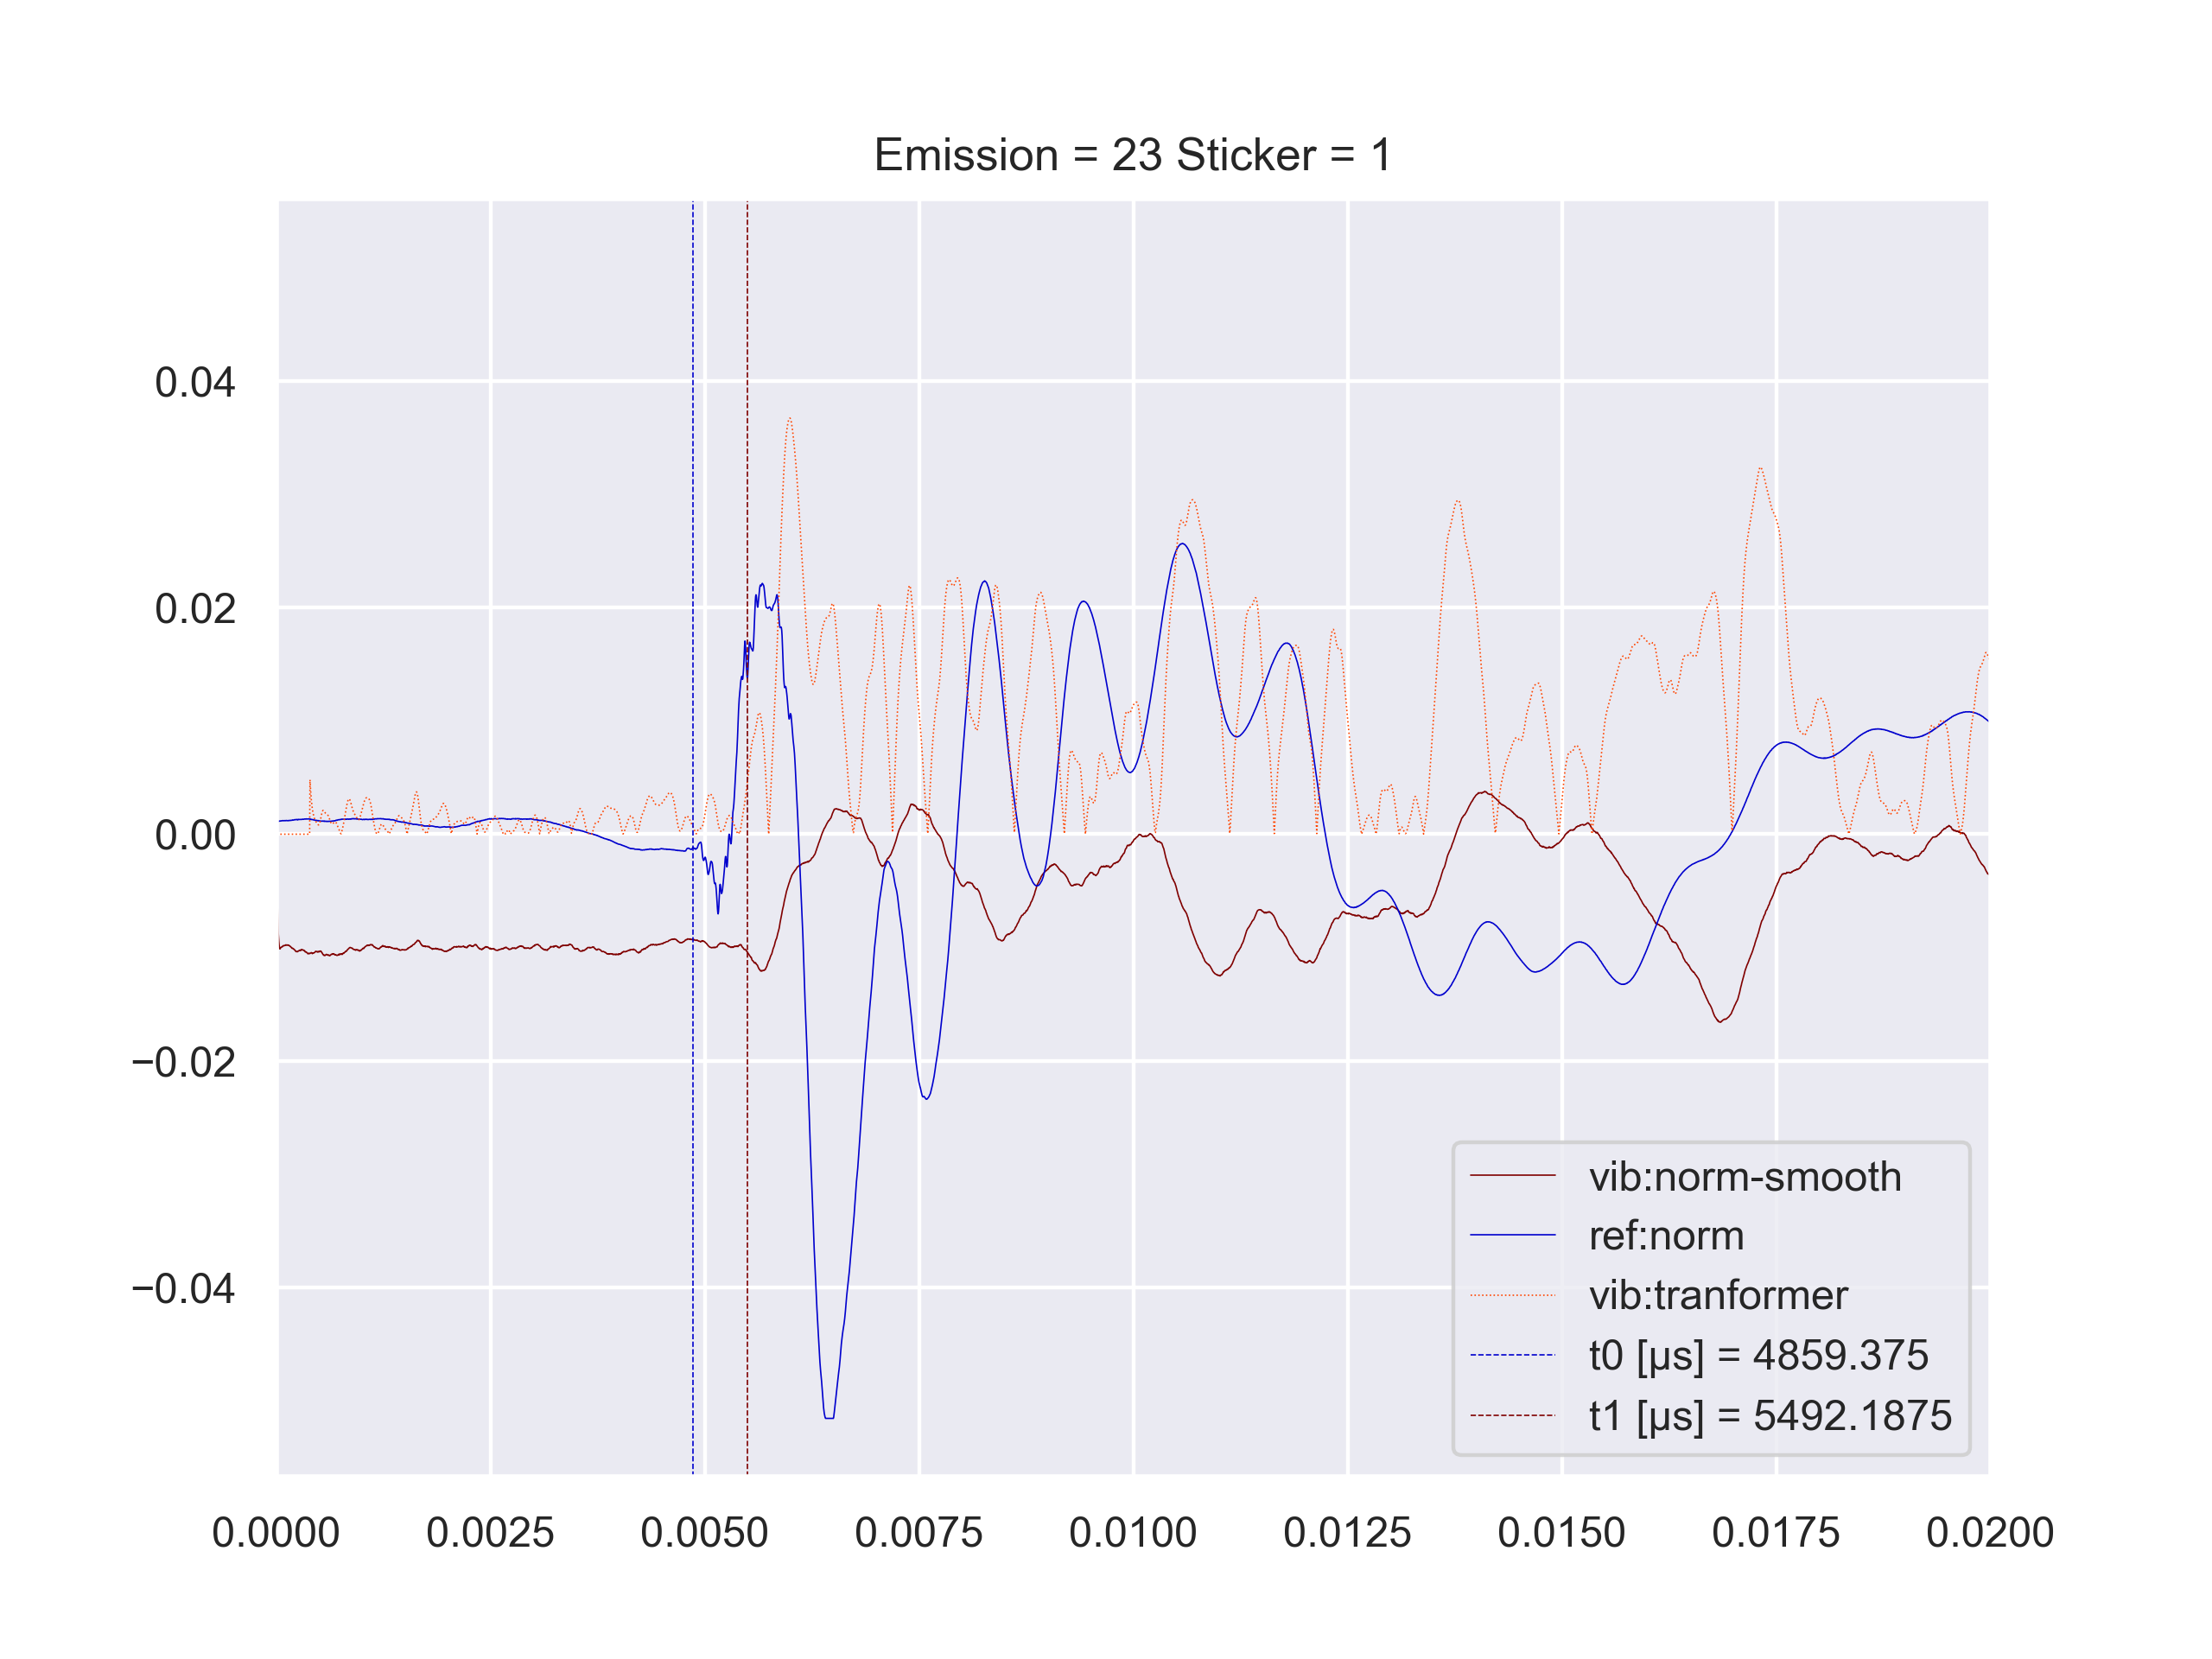 Emission = 23 Sticker = 1
0.04
0.02
0.00
−0.02
−0.04
vib:norm-smooth
ref:norm
vib:tranformer
t0 [μs] = 4859.375
t1 [μs] = 5492.1875
0.0000 0.0025 0.0050 0.0075 0.0100 0.0125 0.0150 0.0175 0.0200